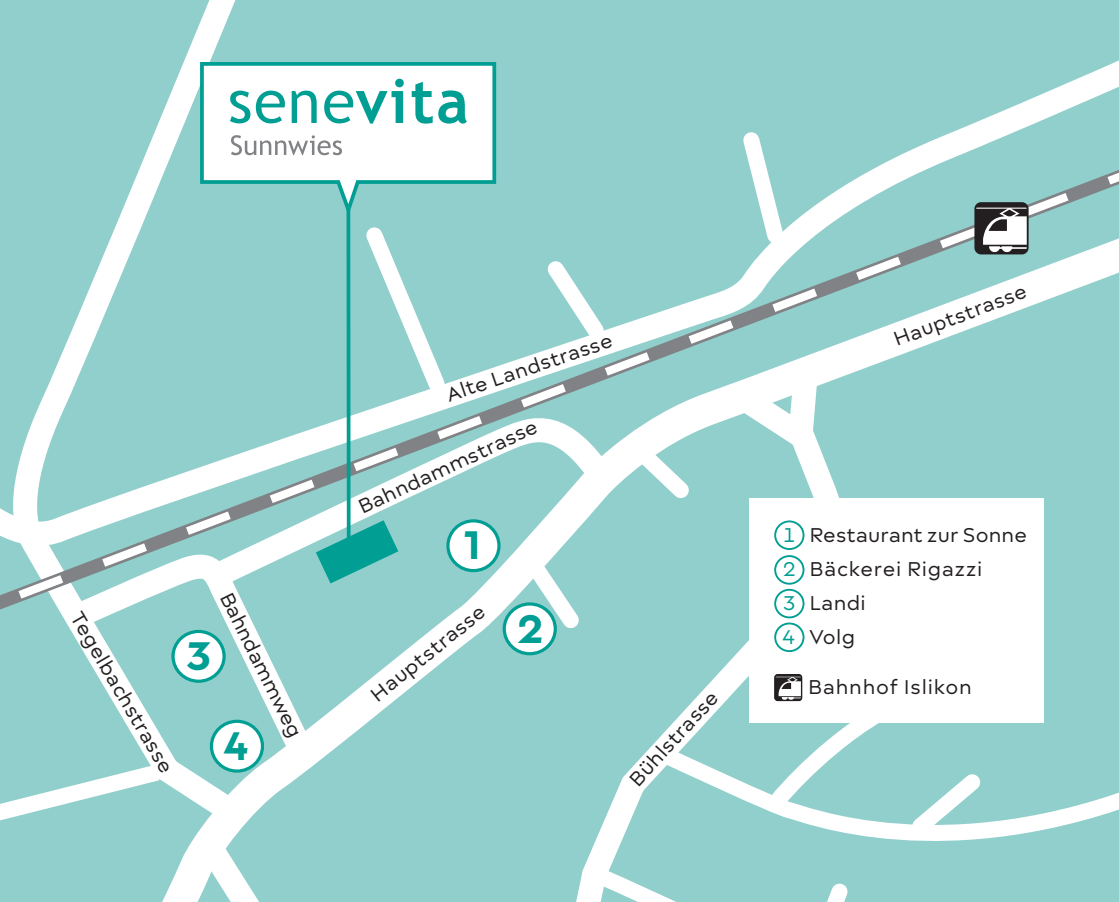 senevita
Sunnwies
Alte Landstrasse
Hauptstrasse
Bahndammstrasse
1
2
Hauptstrasse
Bahndammweg
Tegelbachstrasse
3
4
Bühlstrasse
1 Restaurant zur Sonne
2 Bäckerei Rigazzi
3 Landi
4 Volg
Bahnhof Islikon